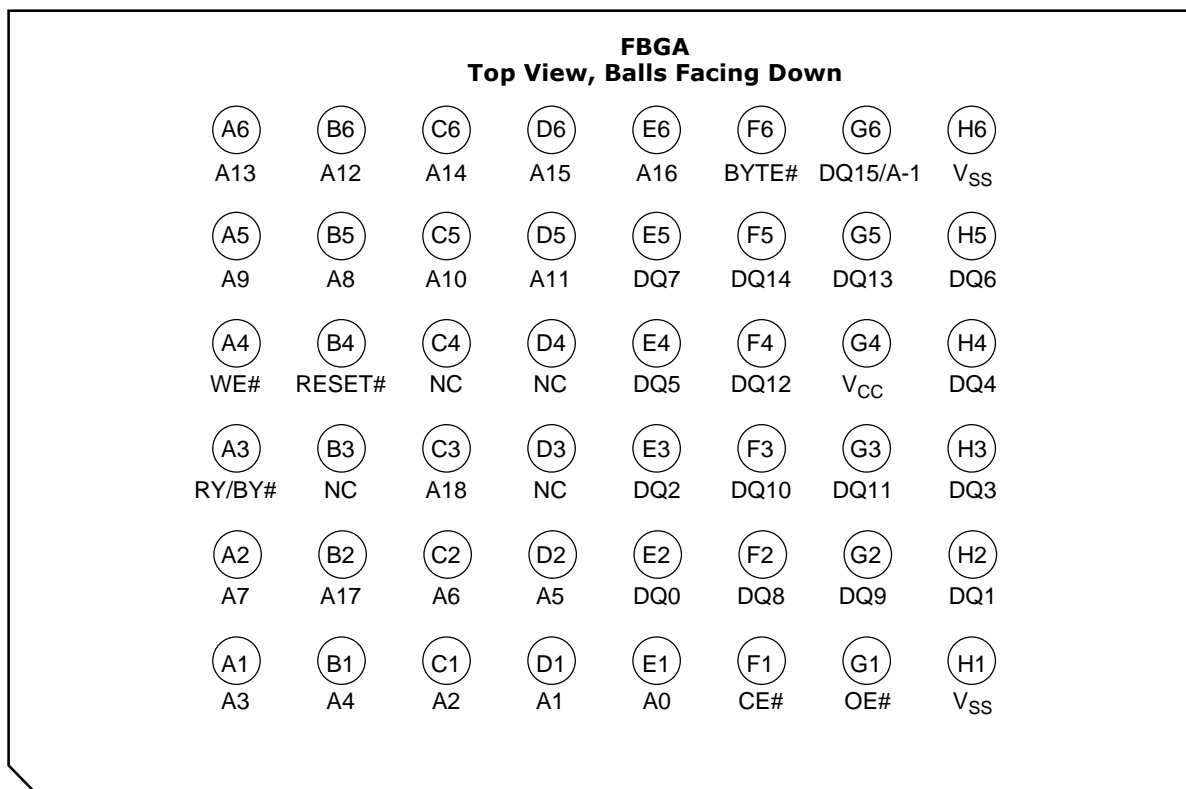 FBGA
Top View, Balls Facing Down
A6 B6 C6 D6 E6 F6 G6 H6
A13 A12 A14 A15 A16 BYTE# DQ15/A-1 VSS
A5 B5 C5 D5 E5 F5 G5 H5
A9 A8 A10 A11 DQ7 DQ14 DQ13 DQ6
A4 B4 C4 D4 E4 F4 G4 H4
WE# RESET# NC NC DQ5 DQ12 VCC DQ4
A3 B3 C3 D3 E3 F3 G3 H3
RY/BY# NC A18 NC DQ2 DQ10 DQ11 DQ3
A2 B2 C2 D2 E2 F2 G2 H2
A7 A17 A6 A5 DQ0 DQ8 DQ9 DQ1
A1 B1 C1 D1 E1 F1 G1 H1
A3 A4 A2 A1 A0 CE# OE# VSS